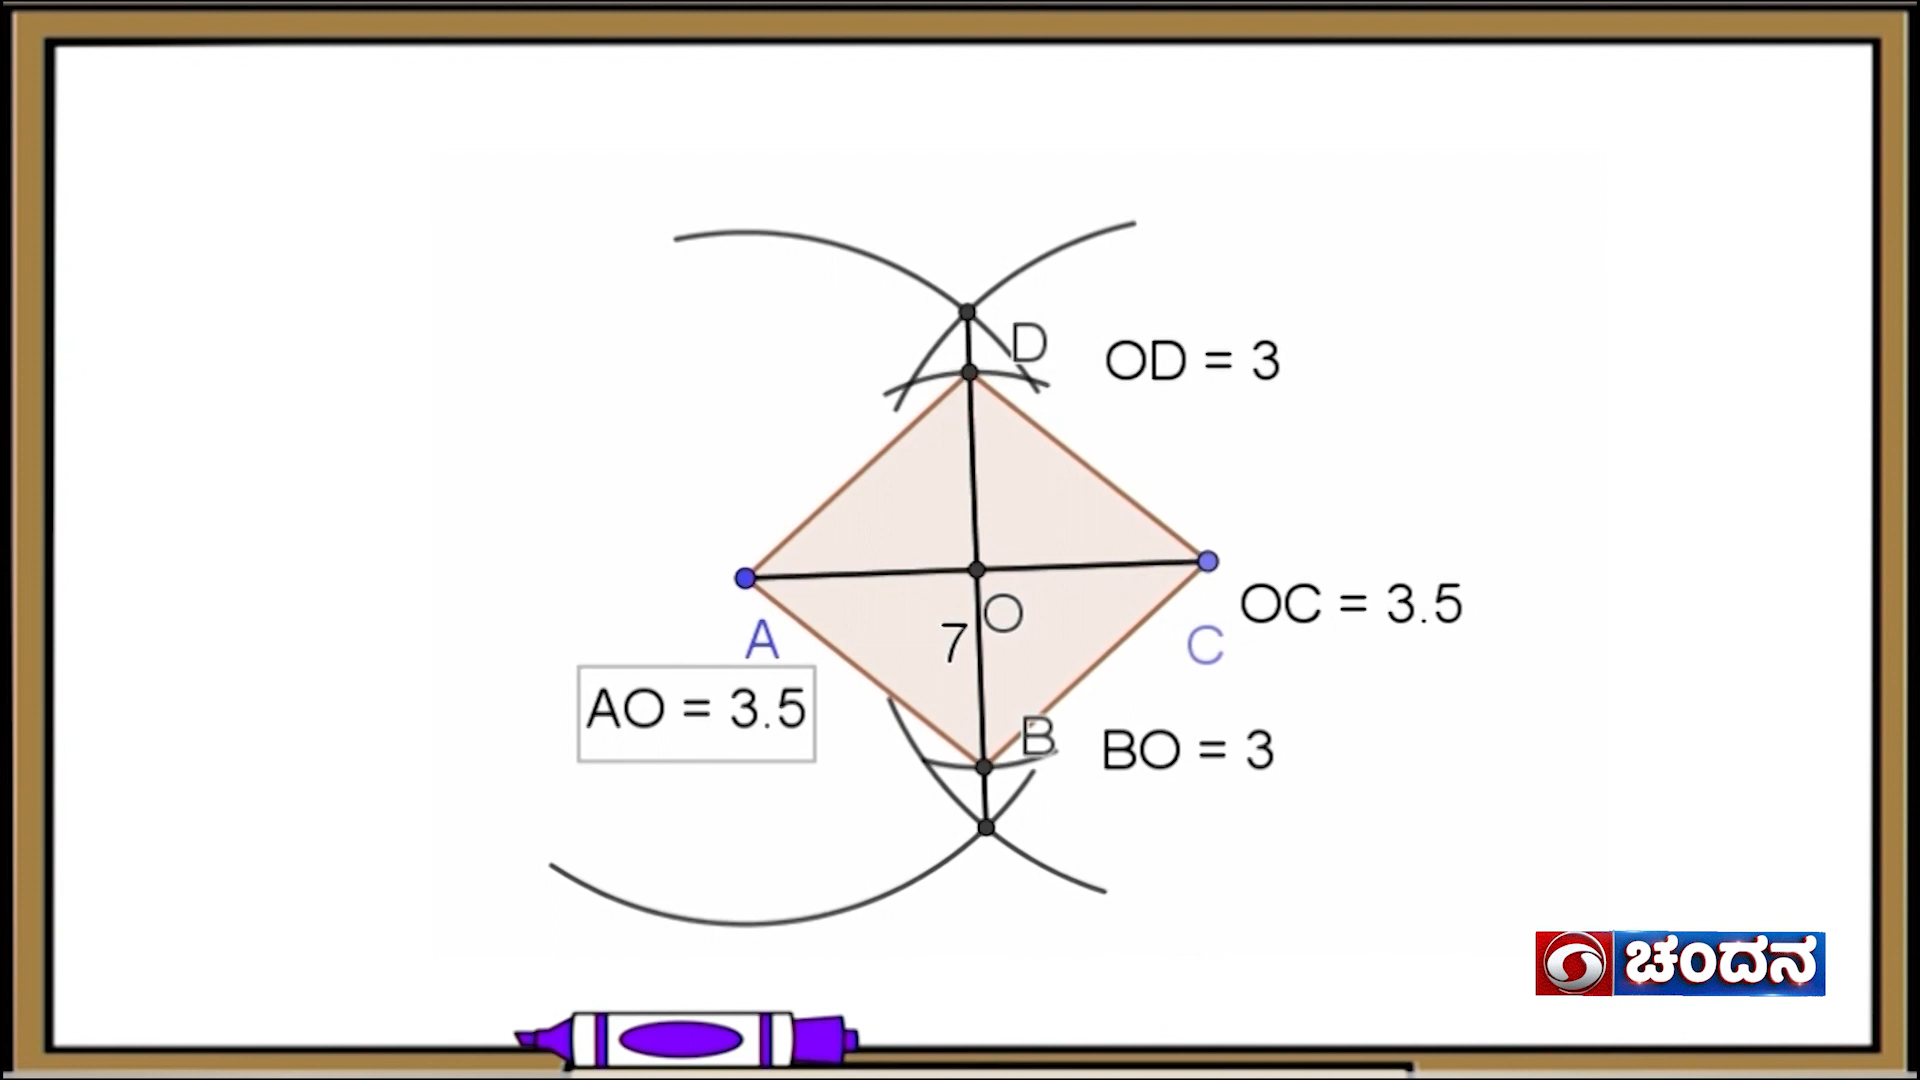 D
OD = 3
OC = 3.5
O
7
A
C
AO = 3.5
B
BO = 3
ಚಂದನ